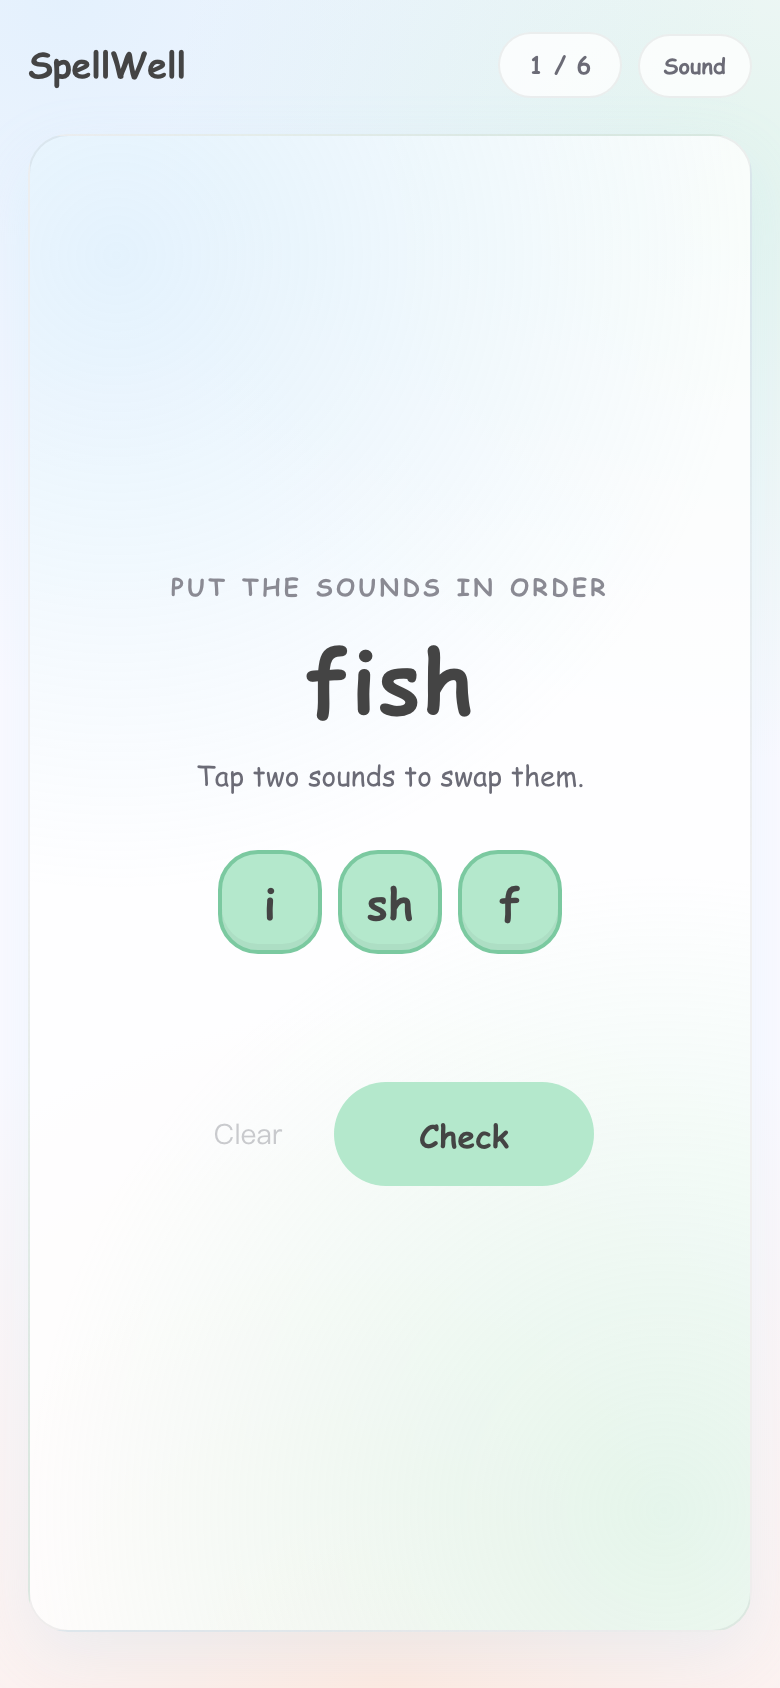 SpellWell
1 / 6
Sound
PUT THE SOUNDS IN ORDER
fish
Tap two sounds to swap them.
i sh f
Clear
Check